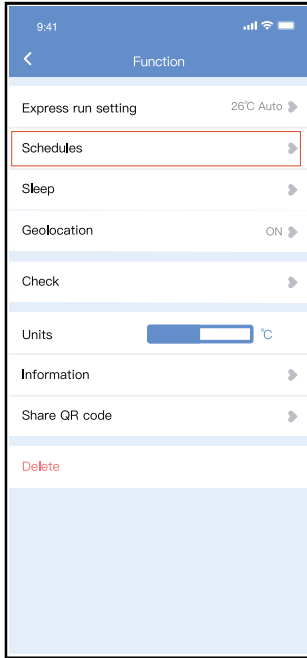 9:41
Function
Express run setting 26℃ Auto
Schedules
Sleep
Geolocation ON
Check
Units ℃
Information
Share QR code
Delete